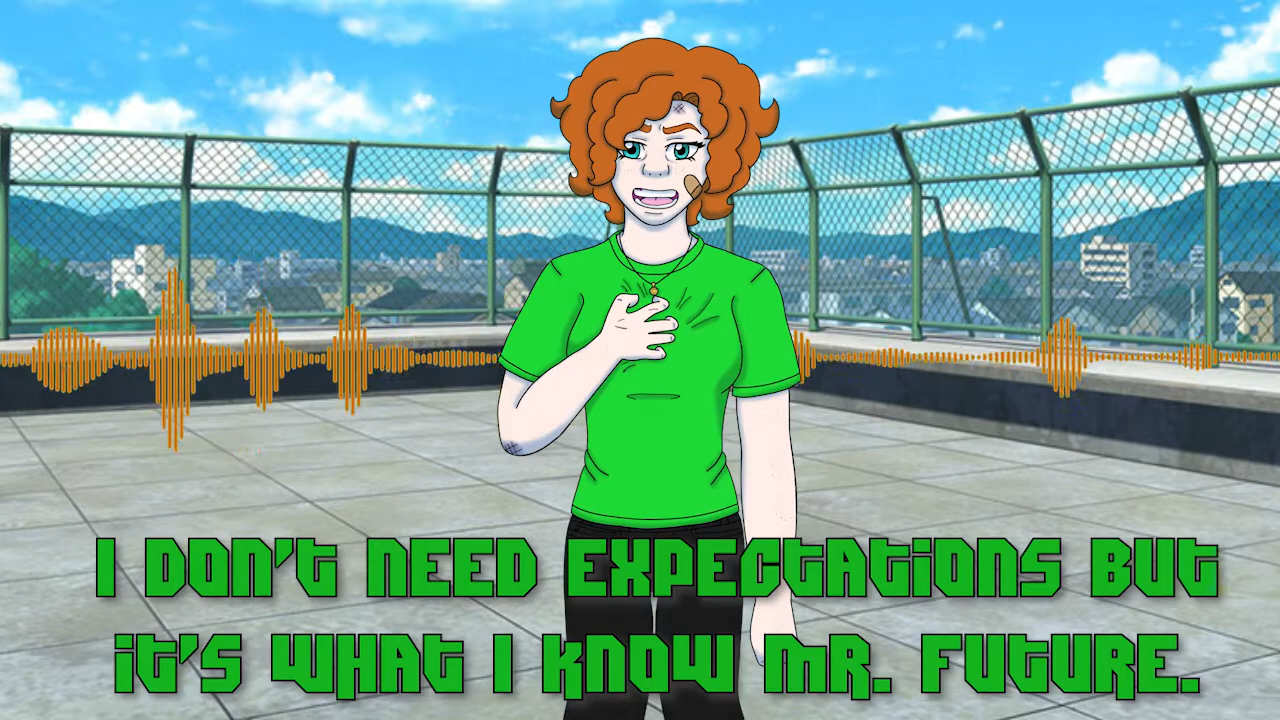 I DON'T NEED EXPECTATIONS BUT
IT'S WHAT I KNOW MR. FUTURE.